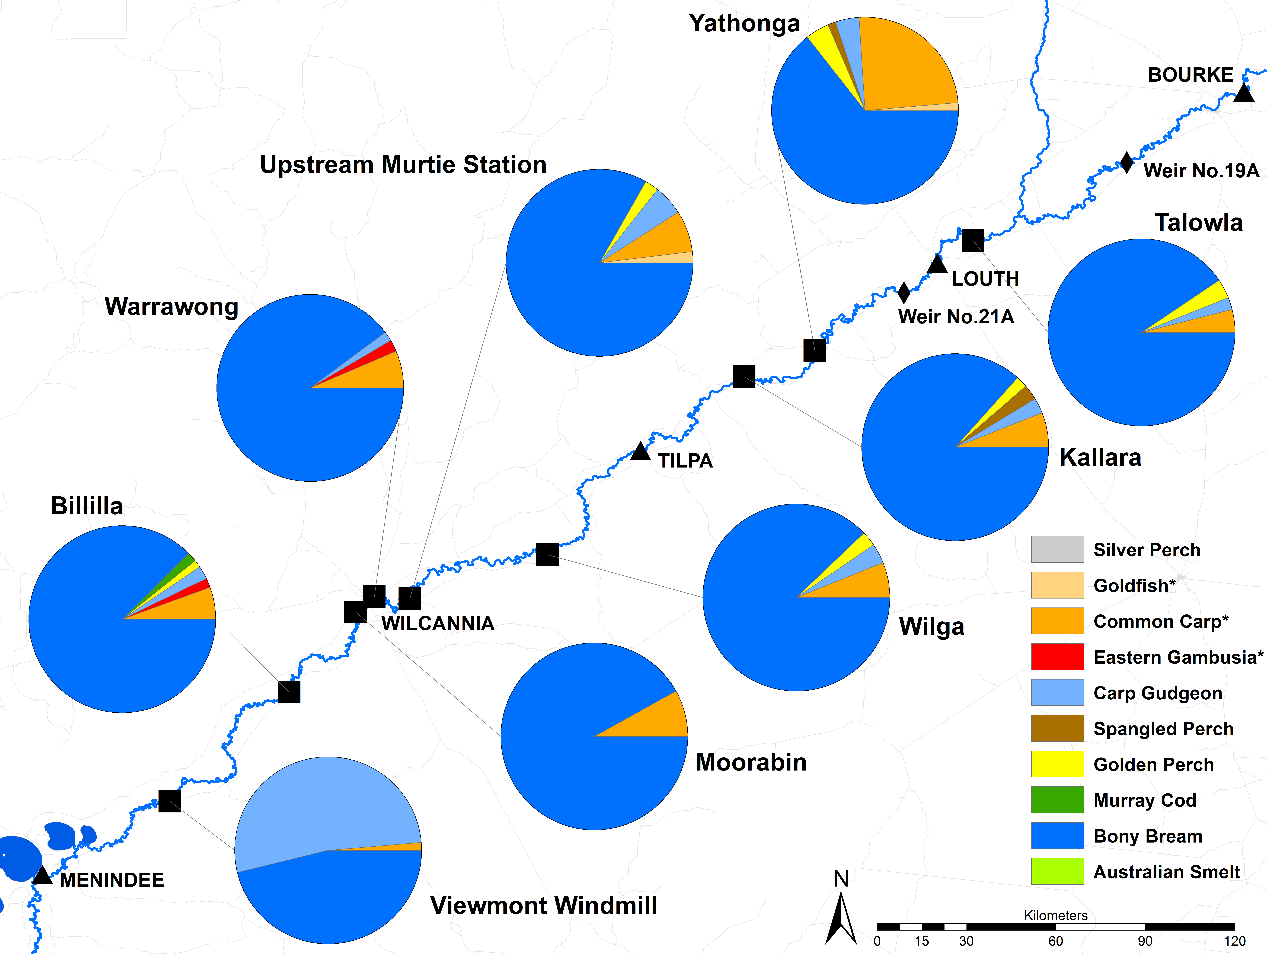 Yathonga
BOURKE
Upstream Murtie Station
Weir No.19A
Talowla
LOUTH
Warrawong
Weir No.21A
TILPA
Kallara
Billilla
WILCANNIA
Wilga
Moorabin
MENINDEE
Viewmont Windmill
Silver Perch
Goldfish*
Common Carp*
Eastern Gambusia*
Carp Gudgeon
Spangled Perch
Golden Perch
Murray Cod
Bony Bream
Australian Smelt
N
Kilometers
0 15 30 60 90 120